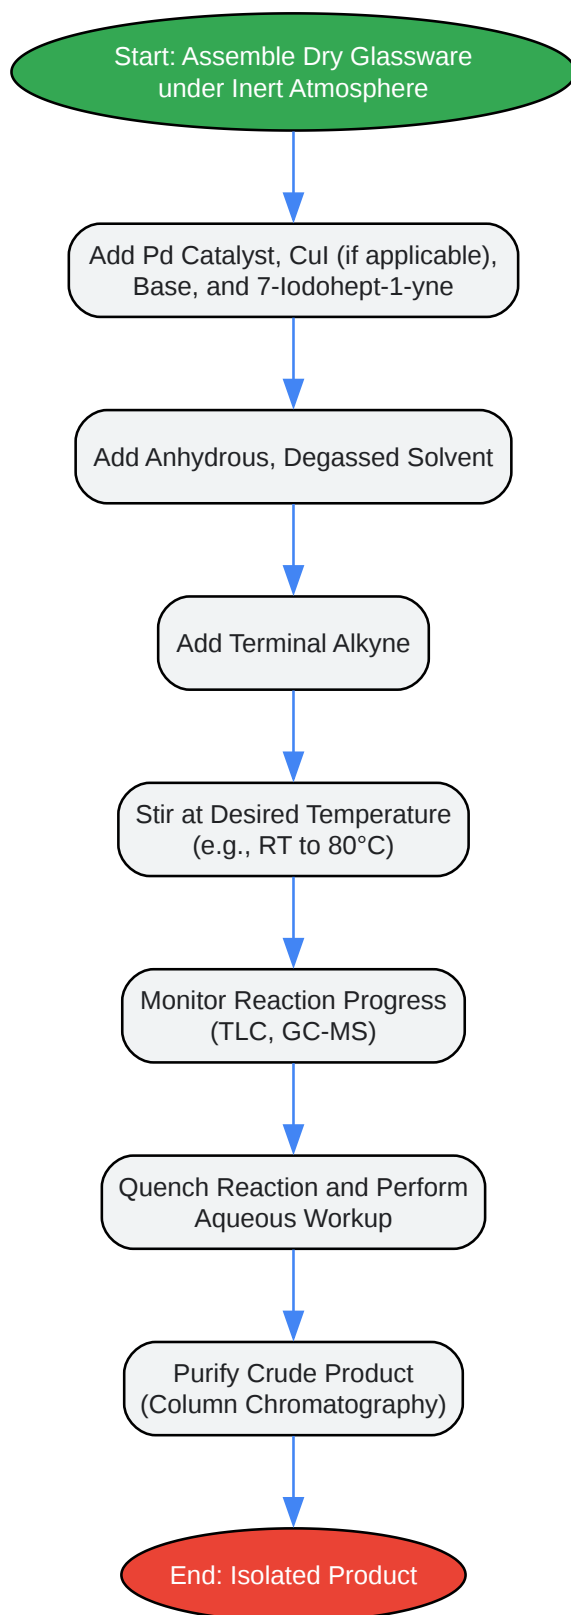 Start: Assemble Dry Glassware
under Inert Atmosphere
Add Pd Catalyst, CuI (if applicable),
Base, and 7-Iodohept-1-yne
Add Anhydrous, Degassed Solvent
Add Terminal Alkyne
Stir at Desired Temperature
(e.g., RT to 80°C)
Monitor Reaction Progress
(TLC, GC-MS)
Quench Reaction and Perform
Aqueous Workup
Purify Crude Product
(Column Chromatography)
End: Isolated Product